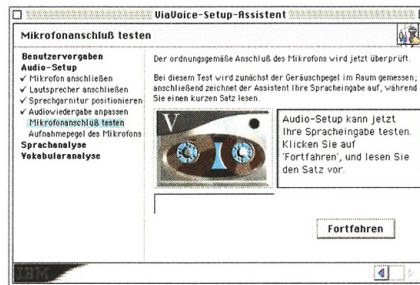 ViaVoice-Setup-Assistent
Mikrofonanschluß testen
Benutzervorgaben
Audio-Setup
✓ Mikrofon anschließen
✓ Lautsprecher anschließen
✓ Sprechgarnitur positionieren
✓ Audiowiedergabe anpassen
Mikrofonanschluß testen
Aufnahmepegel des Mikrofons
Sprachanalyse
Vokabularanalyse
Der ordnungsgemäße Anschluß des Mikrofons wird jetzt überprüft.
Bei diesem Test wird zunächst der Geräuschpegel im Raum gemessen;
anschließend zeichnet der Assistent Ihre Spracheingabe auf, während
Sie einen kurzen Satz lesen.
V
Audio-Setup kann jetzt
Ihre Spracheingabe testen.
Klicken Sie auf
'Fortfahren', und lesen Sie
den Satz vor.
Fortfahren
IBM